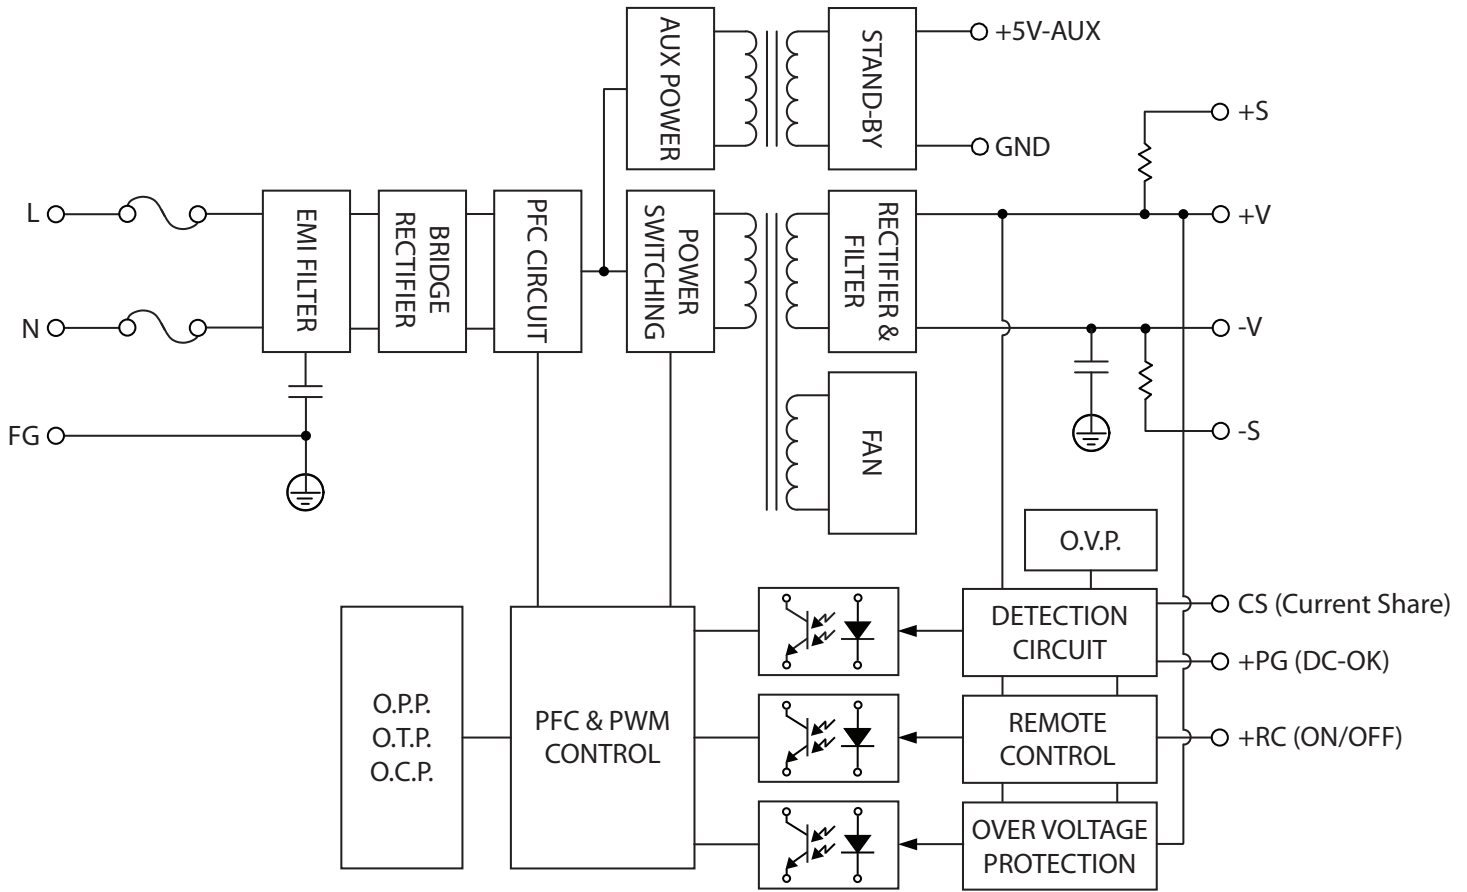 AUX POWER
STAND-BY
+5V-AUX
GND
+S
L
N
FG
EMI FILTER
BRIDGE
RECTIFIER
PFC CIRCUIT
POWER
SWITCHING
RECTIFIER &
FILTER
+V
-V
-S
FAN
O.V.P.
DETECTION
CIRCUIT
CS (Current Share)
+PG (DC-OK)
O.P.P.
O.T.P.
O.C.P.
PFC & PWM
CONTROL
REMOTE
CONTROL
+RC (ON/OFF)
OVER VOLTAGE
PROTECTION